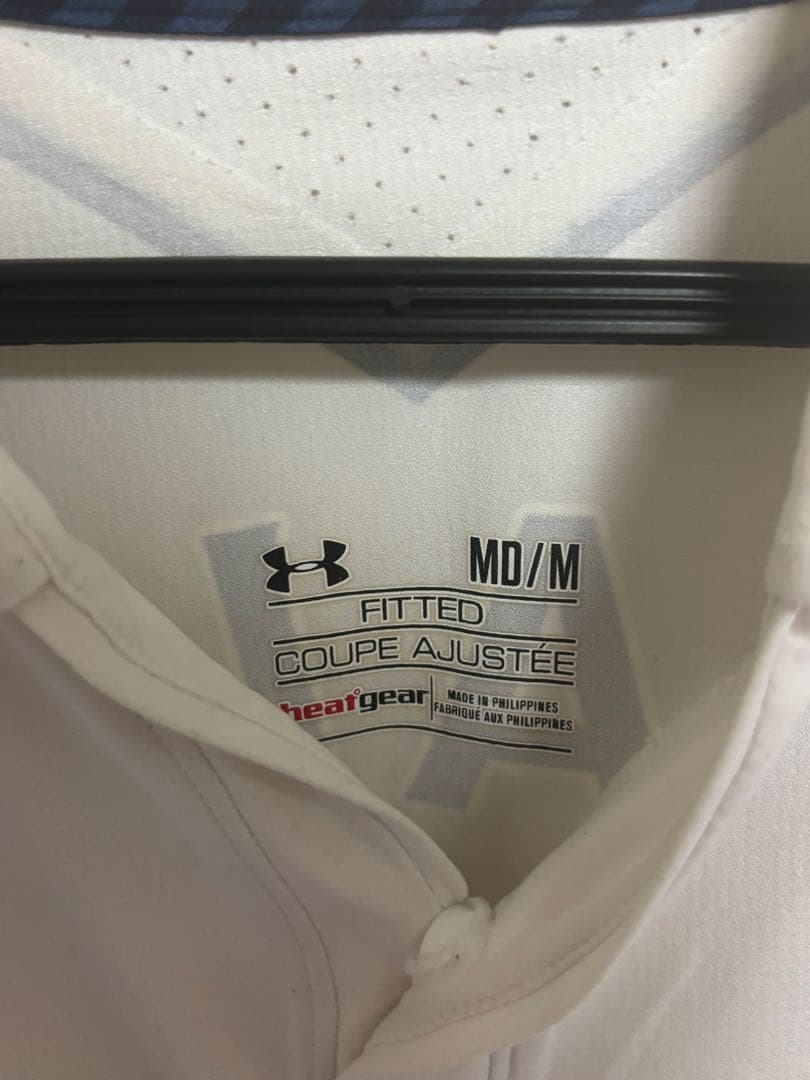 MD/M
FITTED
COUPE AJUSTÉE
heatgear
MADE IN PHILIPPINES
FABRIQUÉ AUX PHILIPPINES